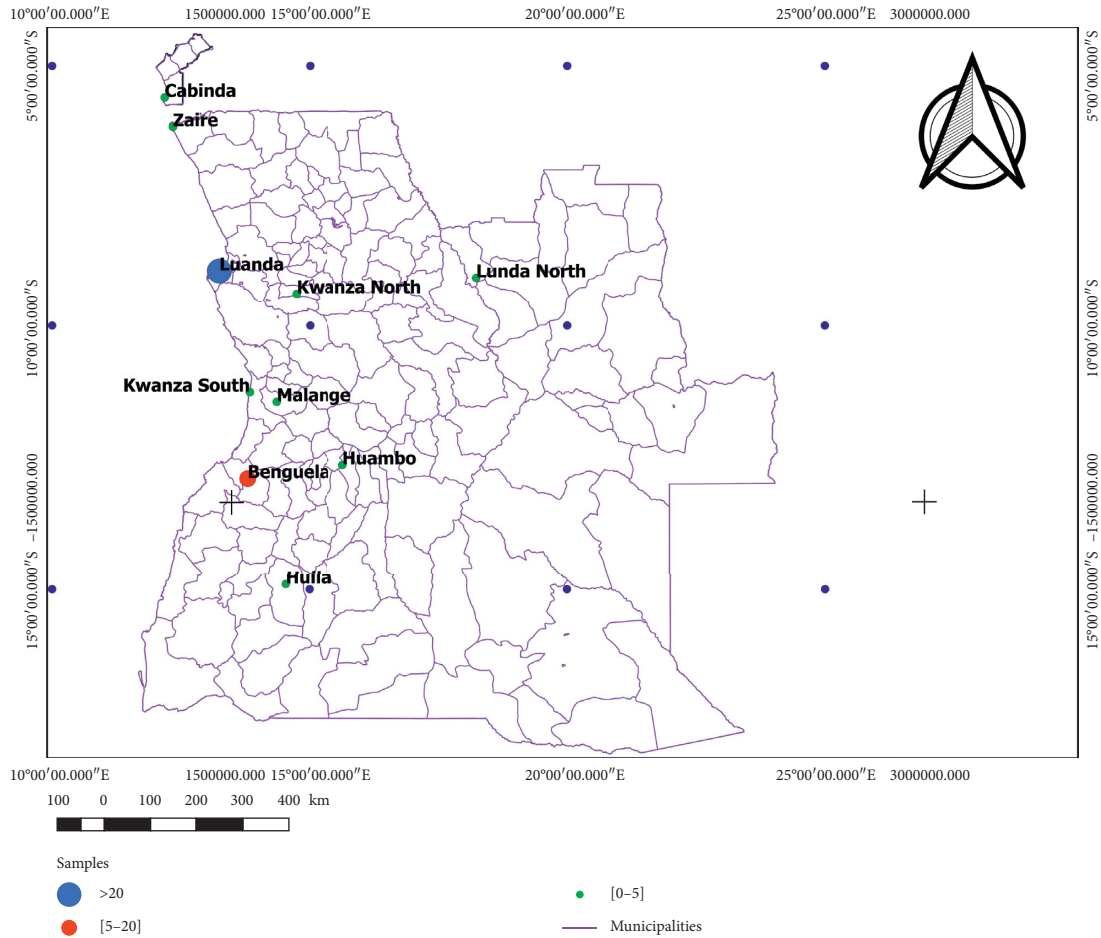 10°00′00.000″E 1500000.000 15°00′00.000″E 20°00′00.000″E 25°00′00.000″E 3000000.000
5°00′00.000″S
5°00′00.000″S
Cabinda
Zaire
Luanda
Lunda North
Kwanza North
10°00′00.000″S
10°00′00.000″S
Kwanza South
Malange
Huambo
Benguela
-1500000.000
-1500000.000
Huila
15°00′00.000″S
15°00′00.000″S
10°00′00.000″E 1500000.000 15°00′00.000″E 20°00′00.000″E 25°00′00.000″E 3000000.000
100 0 100 200 300 400 km
Samples
>20 [0–5]
[5–20] Municipalities